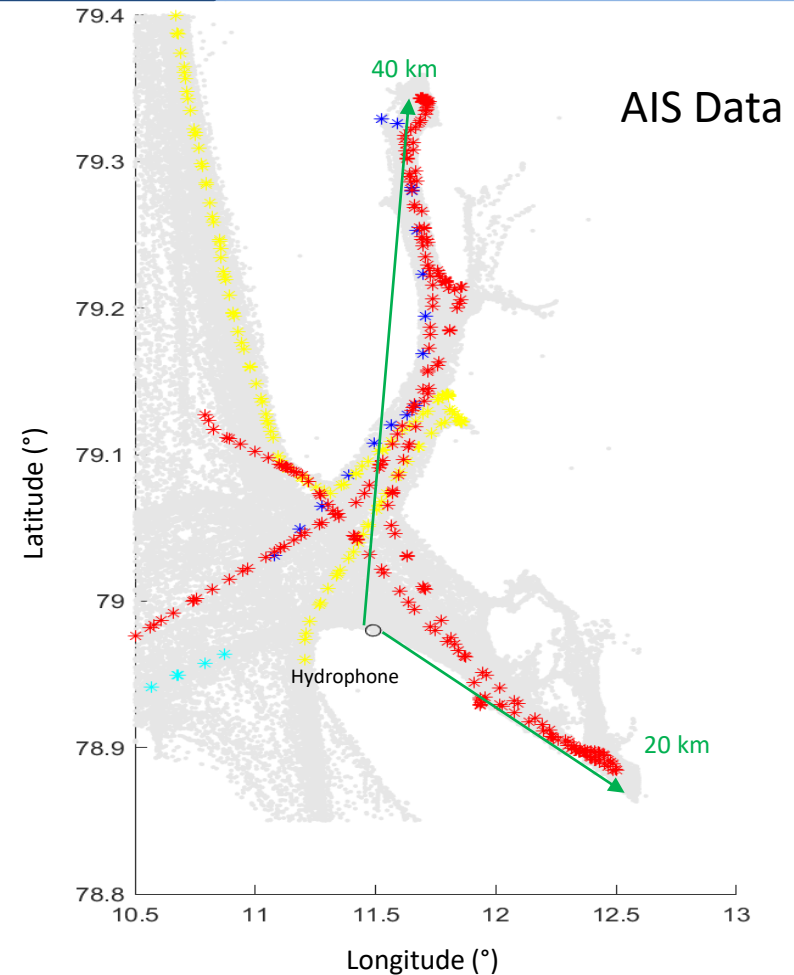 79.4
40 km
AIS Data
79.3
79.2
79.1
Latitude (°)
79
Hydrophone
78.9
20 km
78.8
10.5 11 11.5 12 12.5 13
Longitude (°)